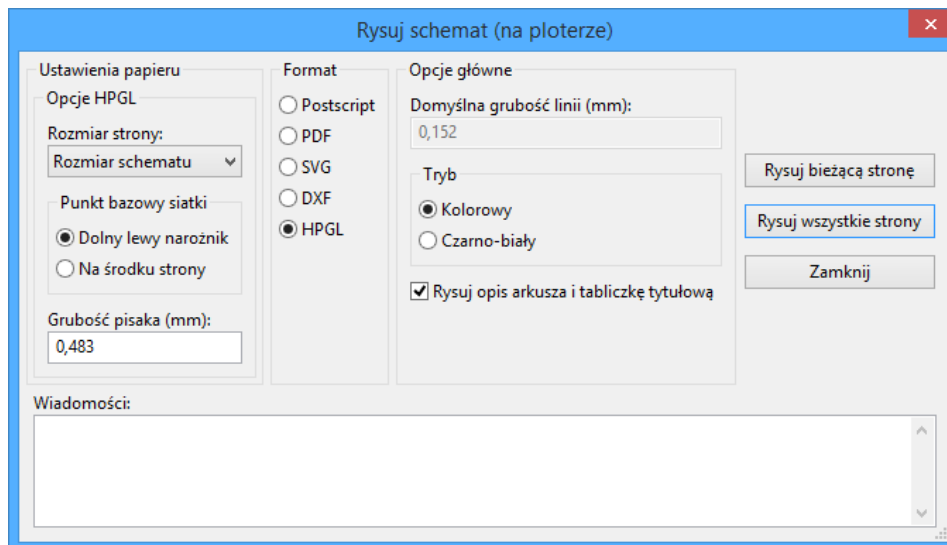 Rysuj schemat (na ploterze)
Ustawienia papieru
Opcje HPGL
Rozmiar strony:
Rozmiar schematu
Punkt bazowy siatki
Dolny lewy narożnik
Na środku strony
Grubość pisaka (mm):
0,483
Format
Postscript
PDF
SVG
DXF
HPGL
Opcje główne
Domyślna grubość linii (mm):
0,152
Tryb
Kolorowy
Czarno-biały
Rysuj opis arkusza i tabliczkę tytułową
Rysuj bieżącą stronę
Rysuj wszystkie strony
Zamknij
Wiadomości: